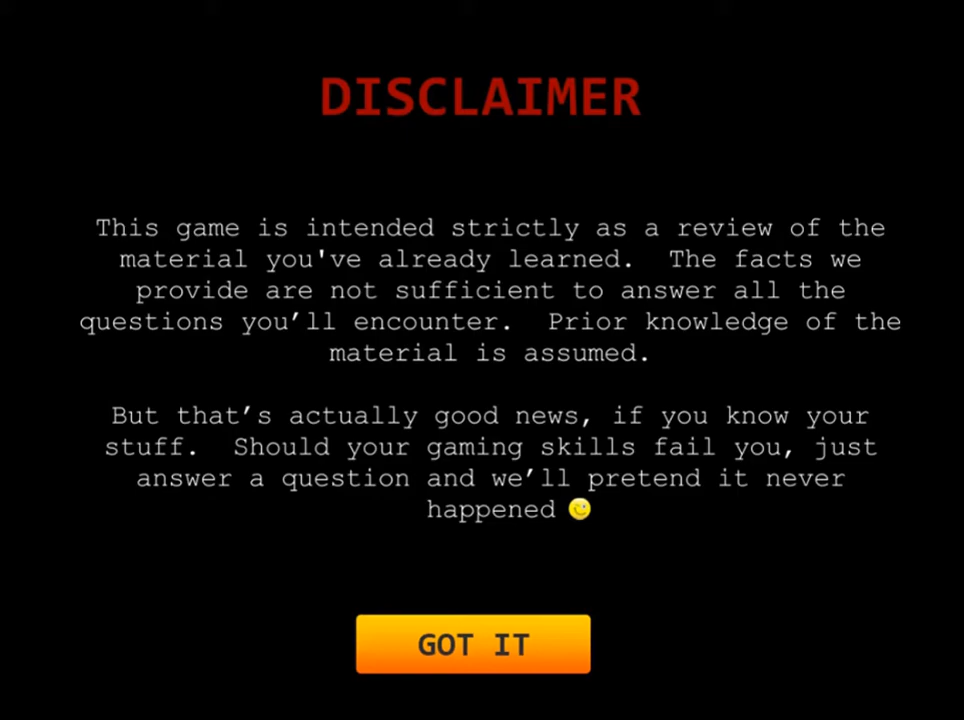 DISCLAIMER
This game is intended strictly as a review of the
material you've already learned.  The facts we
provide are not sufficient to answer all the
questions you’ll encounter.  Prior knowledge of the
material is assumed.
But that’s actually good news, if you know your
stuff.  Should your gaming skills fail you, just
answer a question and we’ll pretend it never
happened
GOT IT